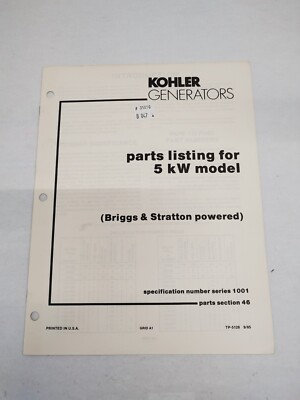 KOHLER
GENERATORS
parts listing for
5 kW model
(Briggs & Stratton powered)
specification number series 1001
parts section 46
PRINTED IN U.S.A.
TP-5128